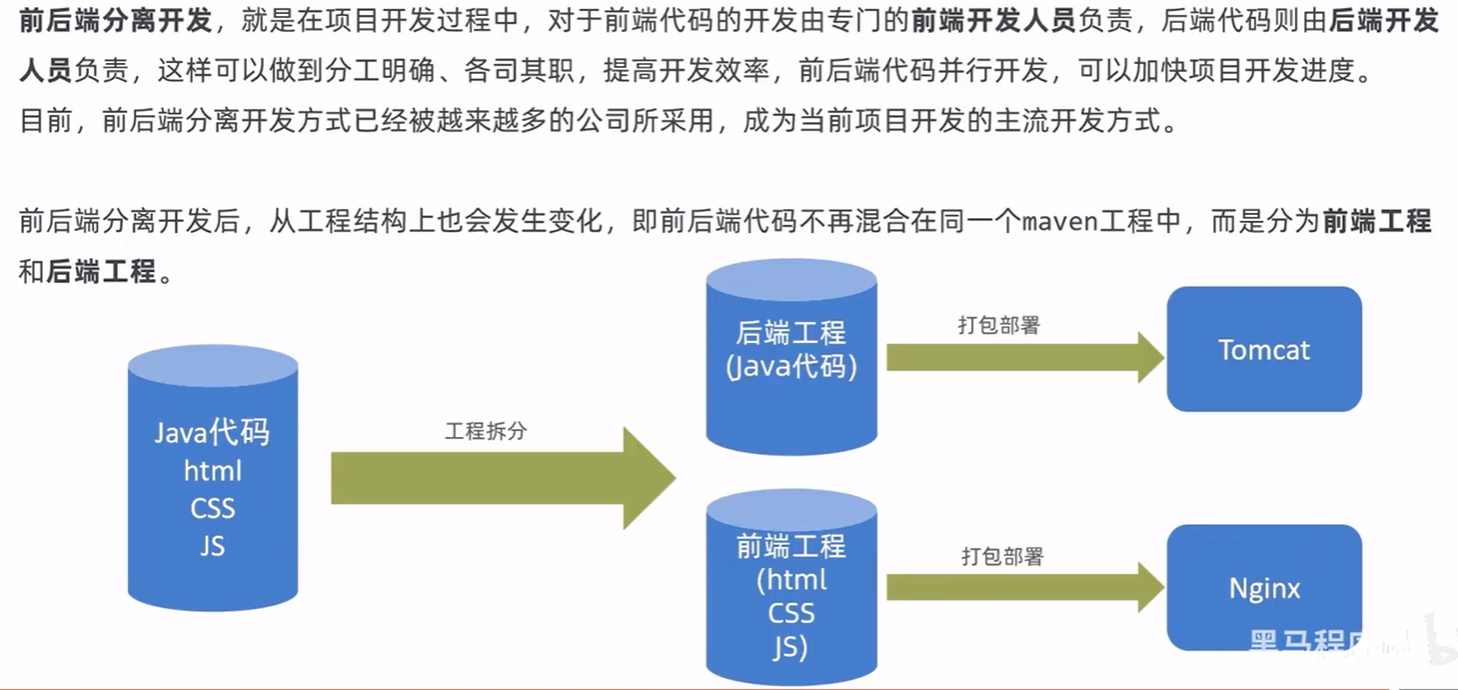 前后端分离开发，就是在项目开发过程中，对于前端代码的开发由专门的前端开发人员负责，后端代码则由后端开发
人员负责，这样可以做到分工明确、各司其职，提高开发效率，前后端代码并行开发，可以加快项目开发进度。
目前，前后端分离开发方式已经被越来越多的公司所采用，成为当前项目开发的主流开发方式。
前后端分离开发后，从工程结构上也会发生变化，即前后端代码不再混合在同一个maven工程中，而是分为前端工程
和后端工程。
Java代码
html
CSS
JS
工程拆分
后端工程
(Java代码)
打包部署
Tomcat
前端工程
(html
CSS
JS)
打包部署
Nginx
黑马程序